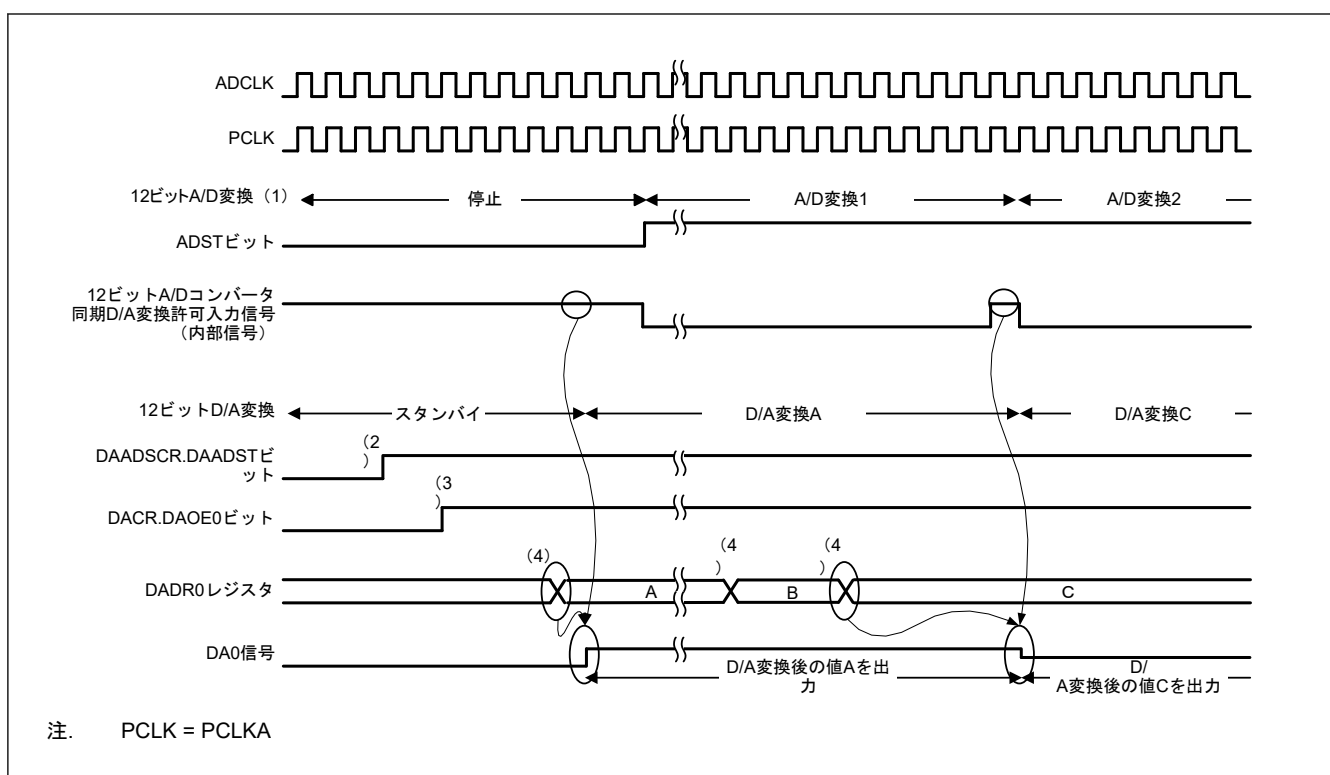 ADCLK
PCLK
12ビットA/D変換（1）
停止
A/D変換1
A/D変換2
ADSTビット
12ビットA/Dコンバータ
同期D/A変換許可入力信号
（内部信号）
12ビットD/A変換
スタンバイ
D/A変換A
D/A変換C
DAADSCR.DAADSTビ
ット
（2
）
DACR.DAOE0ビット
（3
）
DADR0レジスタ
（4）
（4
）
（4
）
A
B
C
DA0信号
D/A変換後の値Aを出
力
D/
A変換後の値Cを出力
注. PCLK = PCLKA